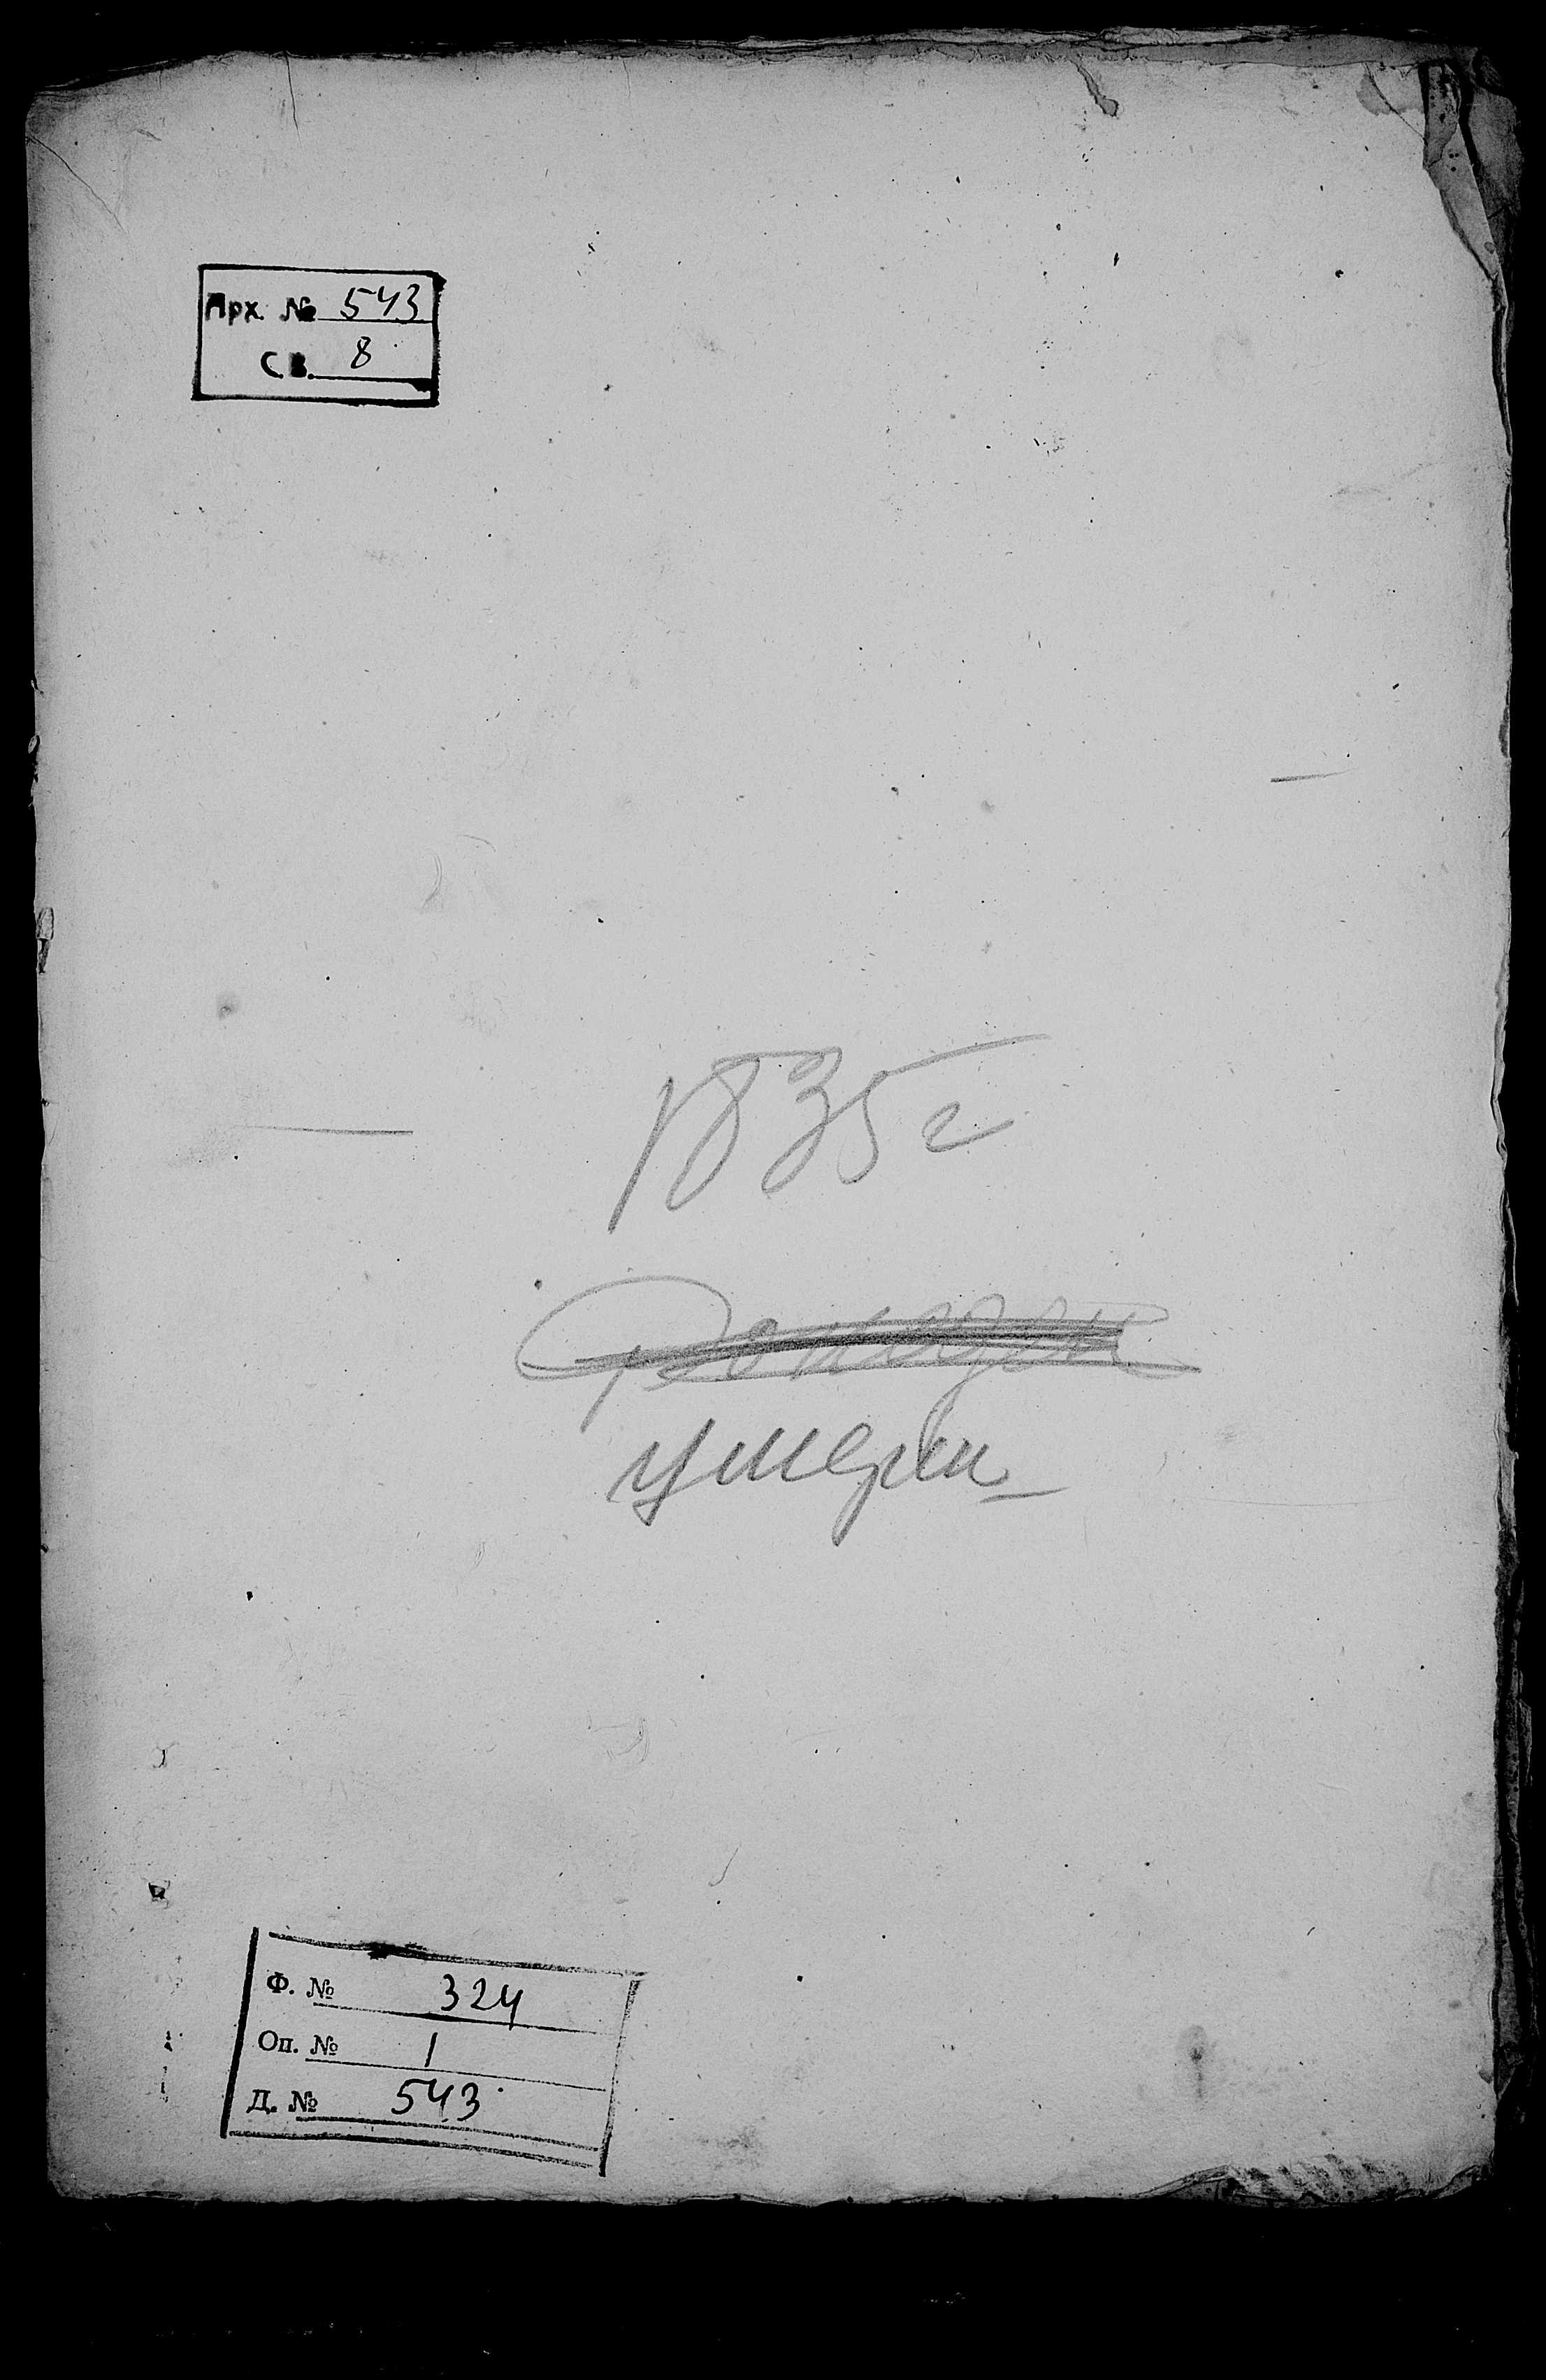 Арх. № 543
Св. 8
1835 г
умерш
Ф. № 324
Оп. № 1
Д. № 543